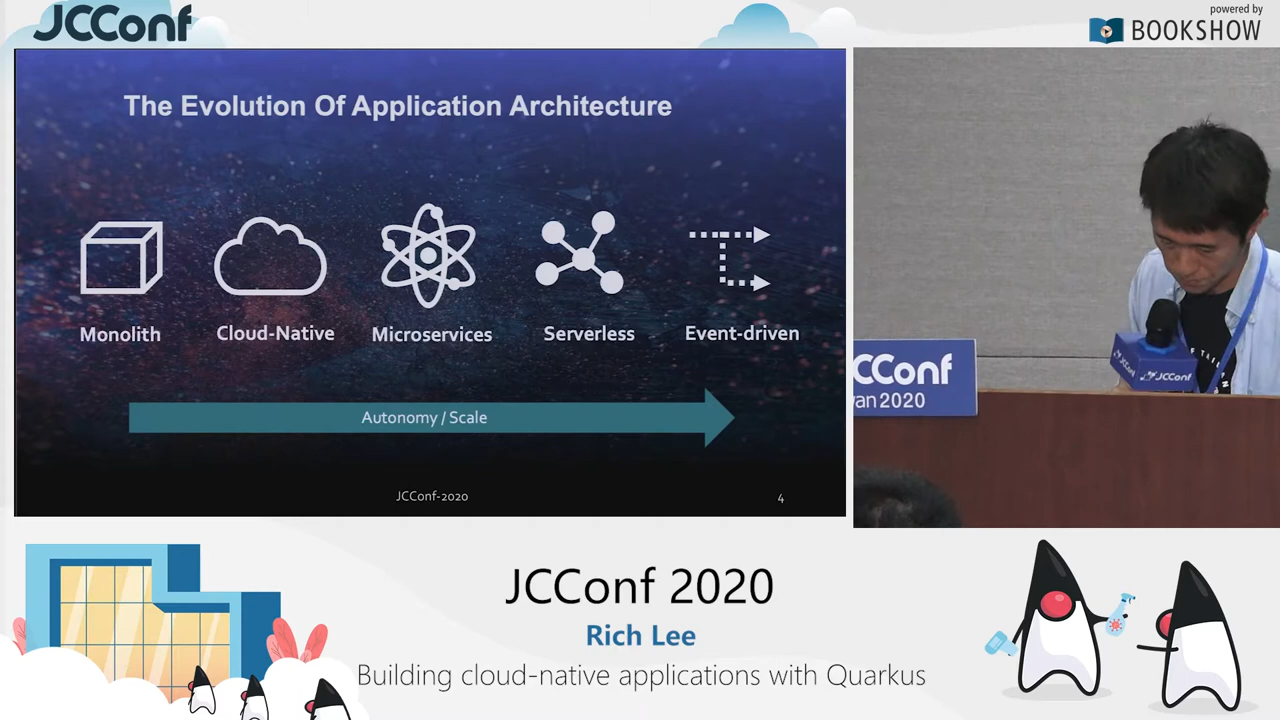 JCConf
powered by
BOOKSHOW
The Evolution Of Application Architecture
Monolith
Cloud-Native
Microservices
Serverless
Event-driven
Autonomy / Scale
JCConf-2020
4
CConf
van 2020
JCConf
JCConf 2020
Rich Lee
Building cloud-native applications with Quarkus